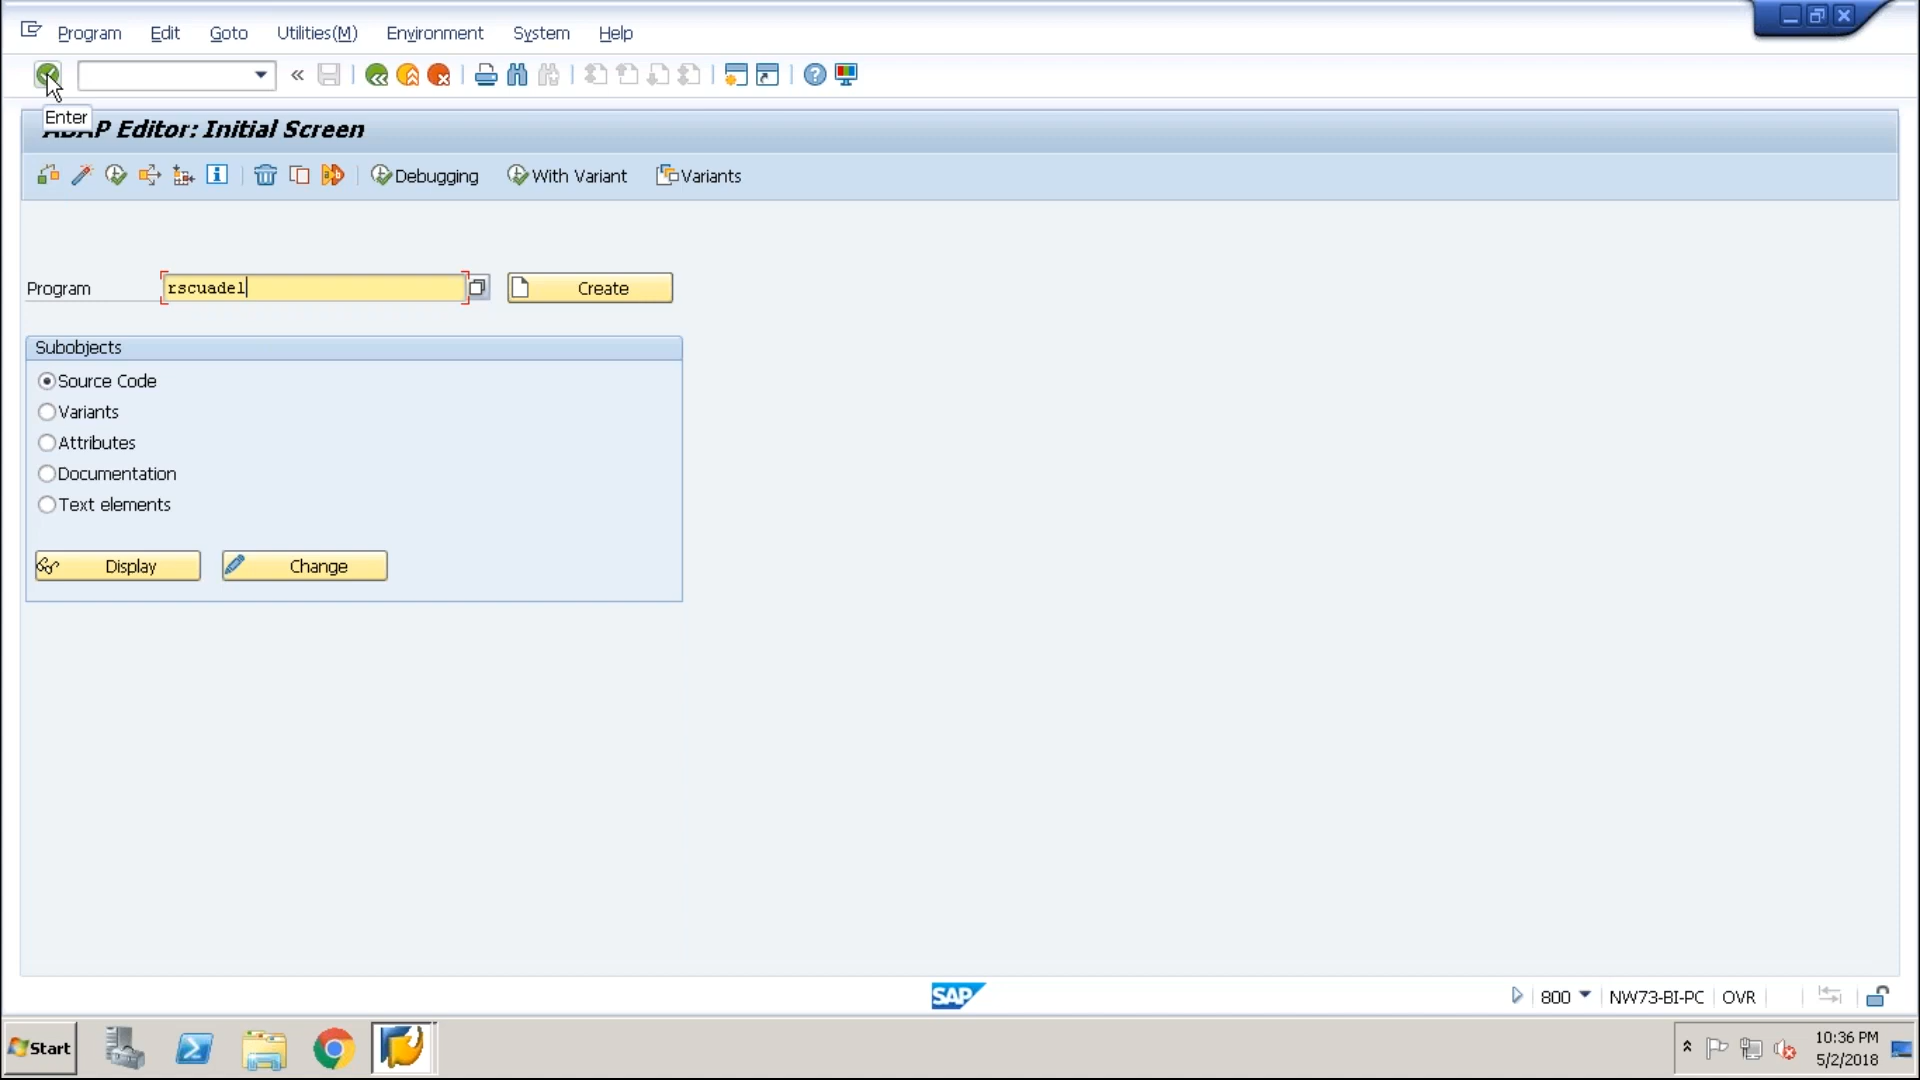 Program Edit Goto Utilities(M) Environment System Help
Enter
ABAP Editor: Initial Screen
Debugging With Variant Variants
Program rscuadel Create
Subobjects
Source Code
Variants
Attributes
Documentation
Text elements
Display Change
SAP
800 NW73-BI-PC OVR
Start
10:36 PM
5/2/2018